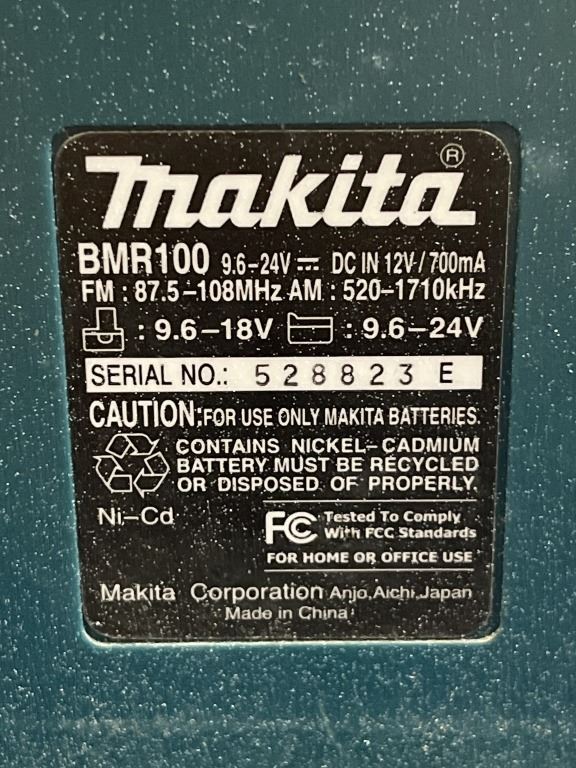 makita®
BMR100 9.6-24V ⎓ DC IN 12V/700mA
FM : 87.5-108MHz AM : 520-1710kHz
: 9.6-18V : 9.6-24V
SERIAL NO.: 528823 E
CAUTION:FOR USE ONLY MAKITA BATTERIES.
CONTAINS NICKEL-CADMIUM
BATTERY MUST BE RECYCLED
OR DISPOSED OF PROPERLY.
Ni-Cd
FC Tested To Comply
With FCC Standards
FOR HOME OR OFFICE USE
Makita Corporation Anjo,Aichi,Japan
Made in China